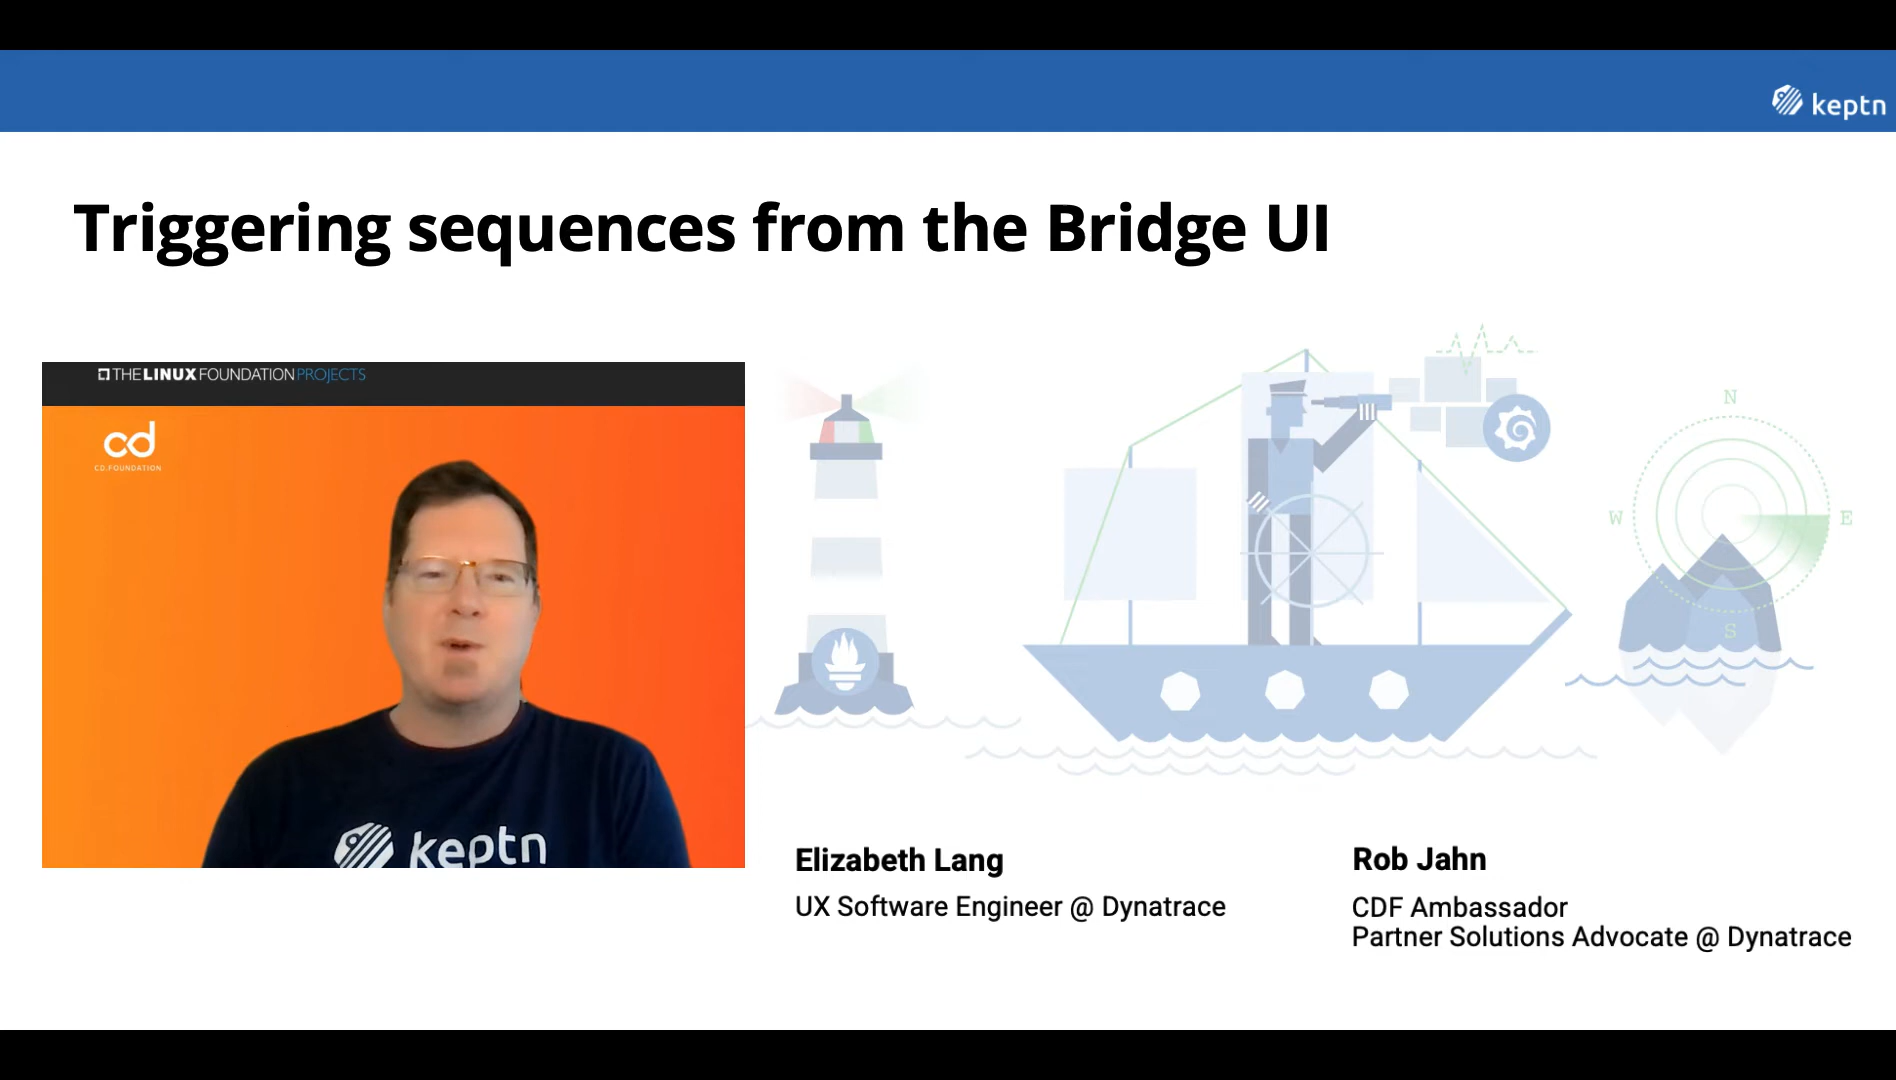 keptn
Triggering sequences from the Bridge UI
THE LINUX FOUNDATION PROJECTS
cd
CD.FOUNDATION
keptn
N
W
E
S
Elizabeth Lang
UX Software Engineer @ Dynatrace
Rob Jahn
CDF Ambassador
Partner Solutions Advocate @ Dynatrace